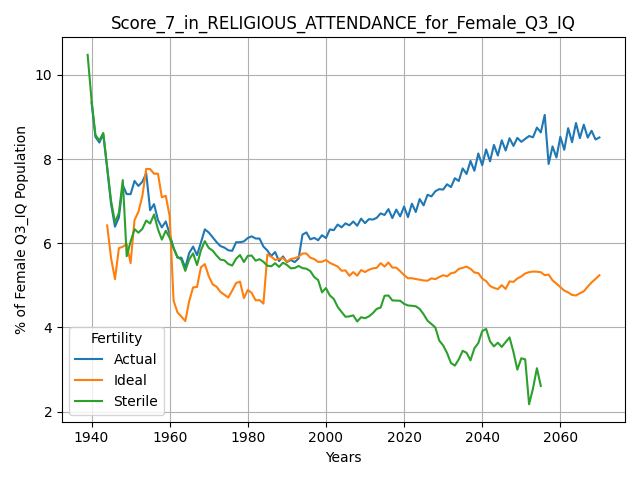 Score_7_in_RELIGIOUS_ATTENDANCE_for_Female_Q3_IQ
% of Female Q3_IQ Population
10
8
6
4
2
Fertility
Actual
Ideal
Sterile
1940 1960 1980 2000 2020 2040 2060
Years